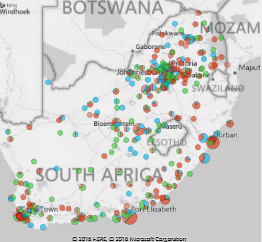 bing
BOTSWANA
Windhoek
MOZAM
Polokwane
Gaborone
Pretoria
Johannesburg
Maput
SWAZILAND
Bloemfontein
Maseru
Durban
LESOTHO
SOUTH AFRICA
Cape Town
Port Elizabeth
© 2016 HERE, © 2016 Microsoft Corporation